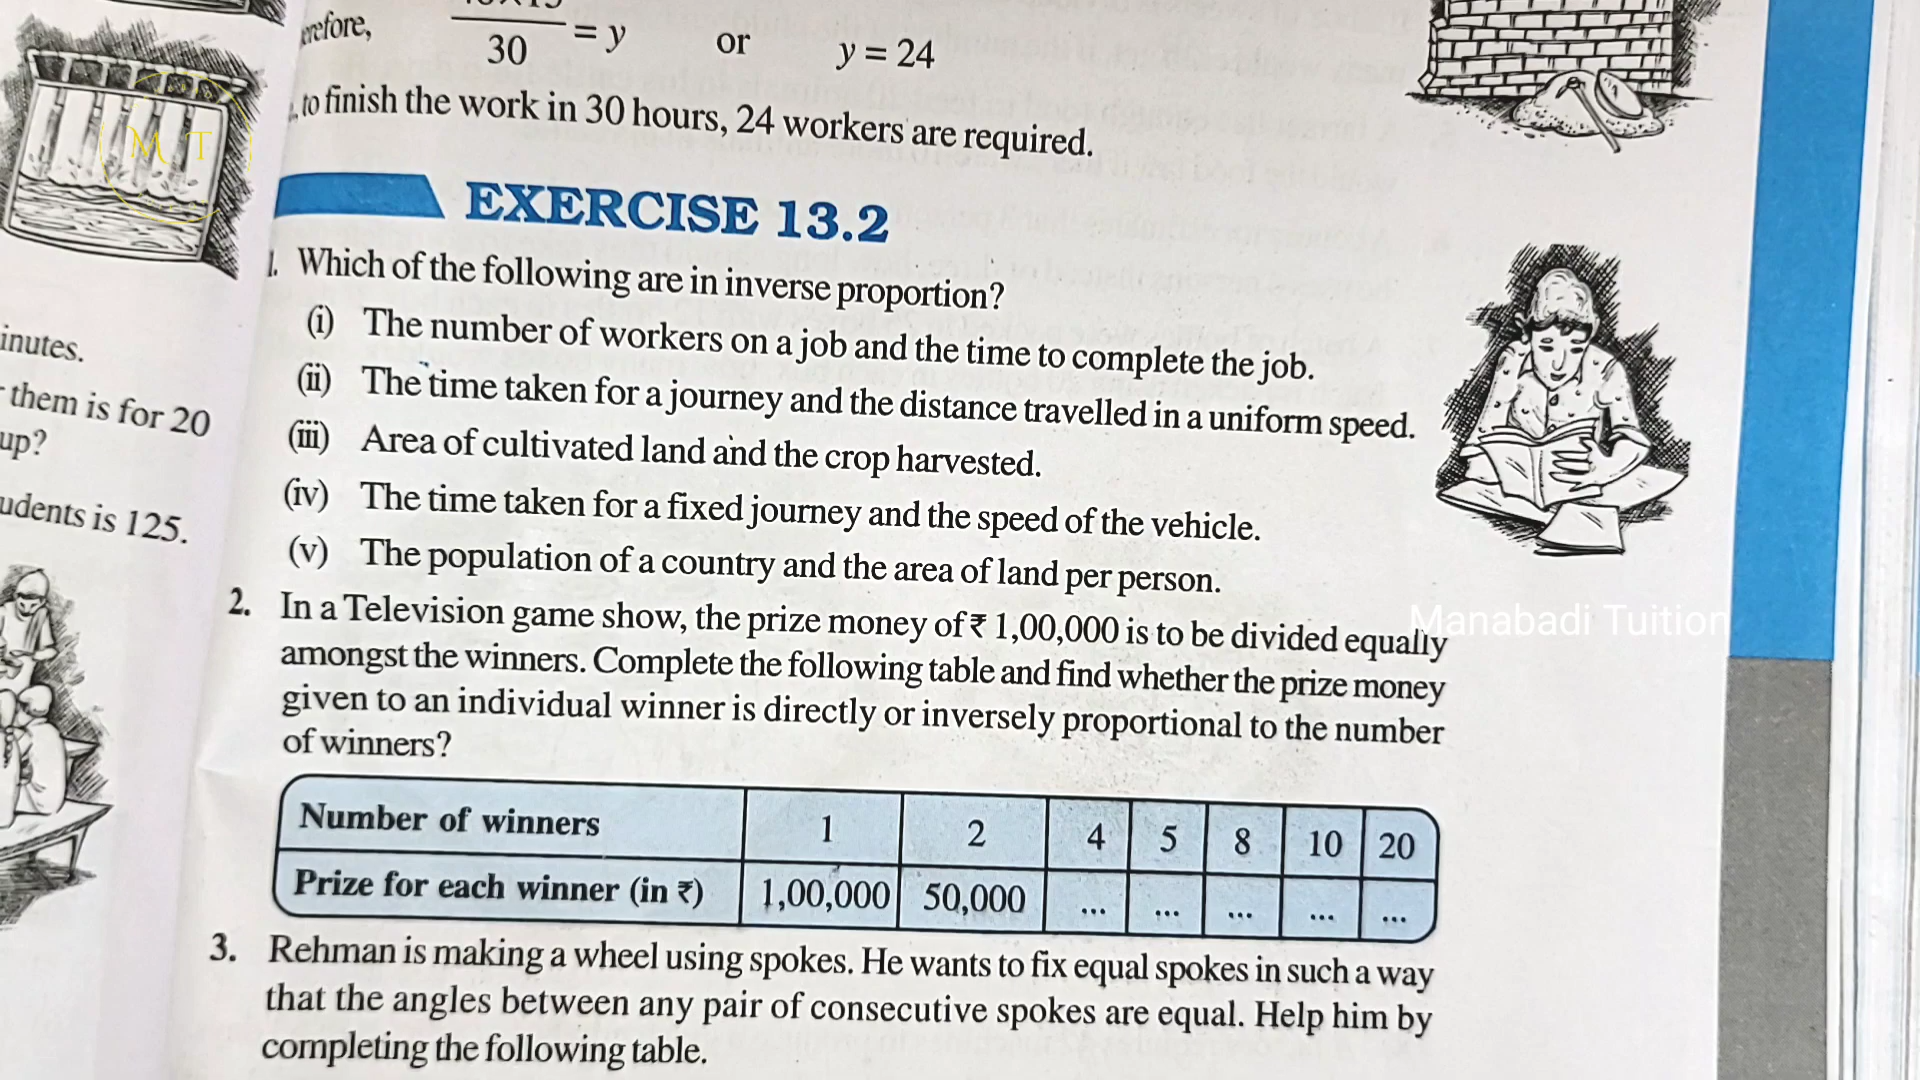 30
= y
or
y = 24
to finish the work in 30 hours, 24 workers are required.
M T
EXERCISE 13.2
1. Which of the following are in inverse proportion?
(i) The number of workers on a job and the time to complete the job.
(ii) The time taken for a journey and the distance travelled in a uniform speed.
(iii) Area of cultivated land and the crop harvested.
(iv) The time taken for a fixed journey and the speed of the vehicle.
(v) The population of a country and the area of land per person.
2. In a Television game show, the prize money of ₹ 1,00,000 is to be divided equally
amongst the winners. Complete the following table and find whether the prize money
given to an individual winner is directly or inversely proportional to the number
of winners?
Number of winners 1 2 4 5 8 10 20
Prize for each winner (in ₹) 1,00,000 50,000 ... ... ... ... ...
3. Rehman is making a wheel using spokes. He wants to fix equal spokes in such a way
that the angles between any pair of consecutive spokes are equal. Help him by
completing the following table.
inutes.
them is for 20
up?
udents is 125.
Manabadi Tuition